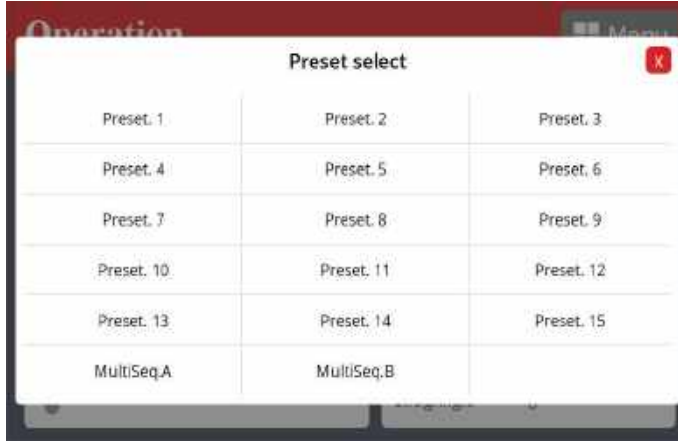 Operation
Menu
Preset select
X
Preset. 1 Preset. 2 Preset. 3
Preset. 4 Preset. 5 Preset. 6
Preset. 7 Preset. 8 Preset. 9
Preset. 10 Preset. 11 Preset. 12
Preset. 13 Preset. 14 Preset. 15
MultiSeq.A MultiSeq.B